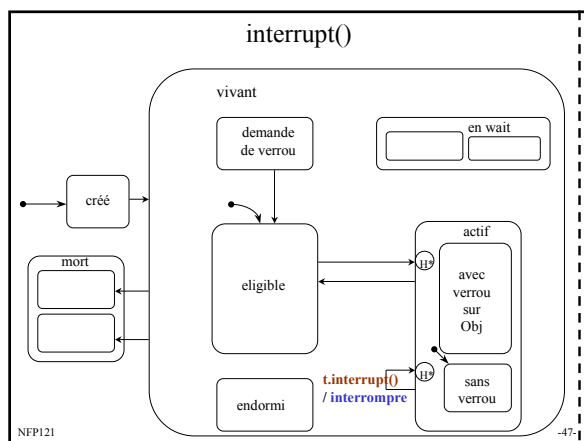 interrupt()
vivant
demande
de verrou
en wait
créé
actif
mort
H*
eligible
avec
verrou
sur
Obj
t.interrupt()
/ interrompre
H*
endormi
sans
verrou
NFP121
-47-